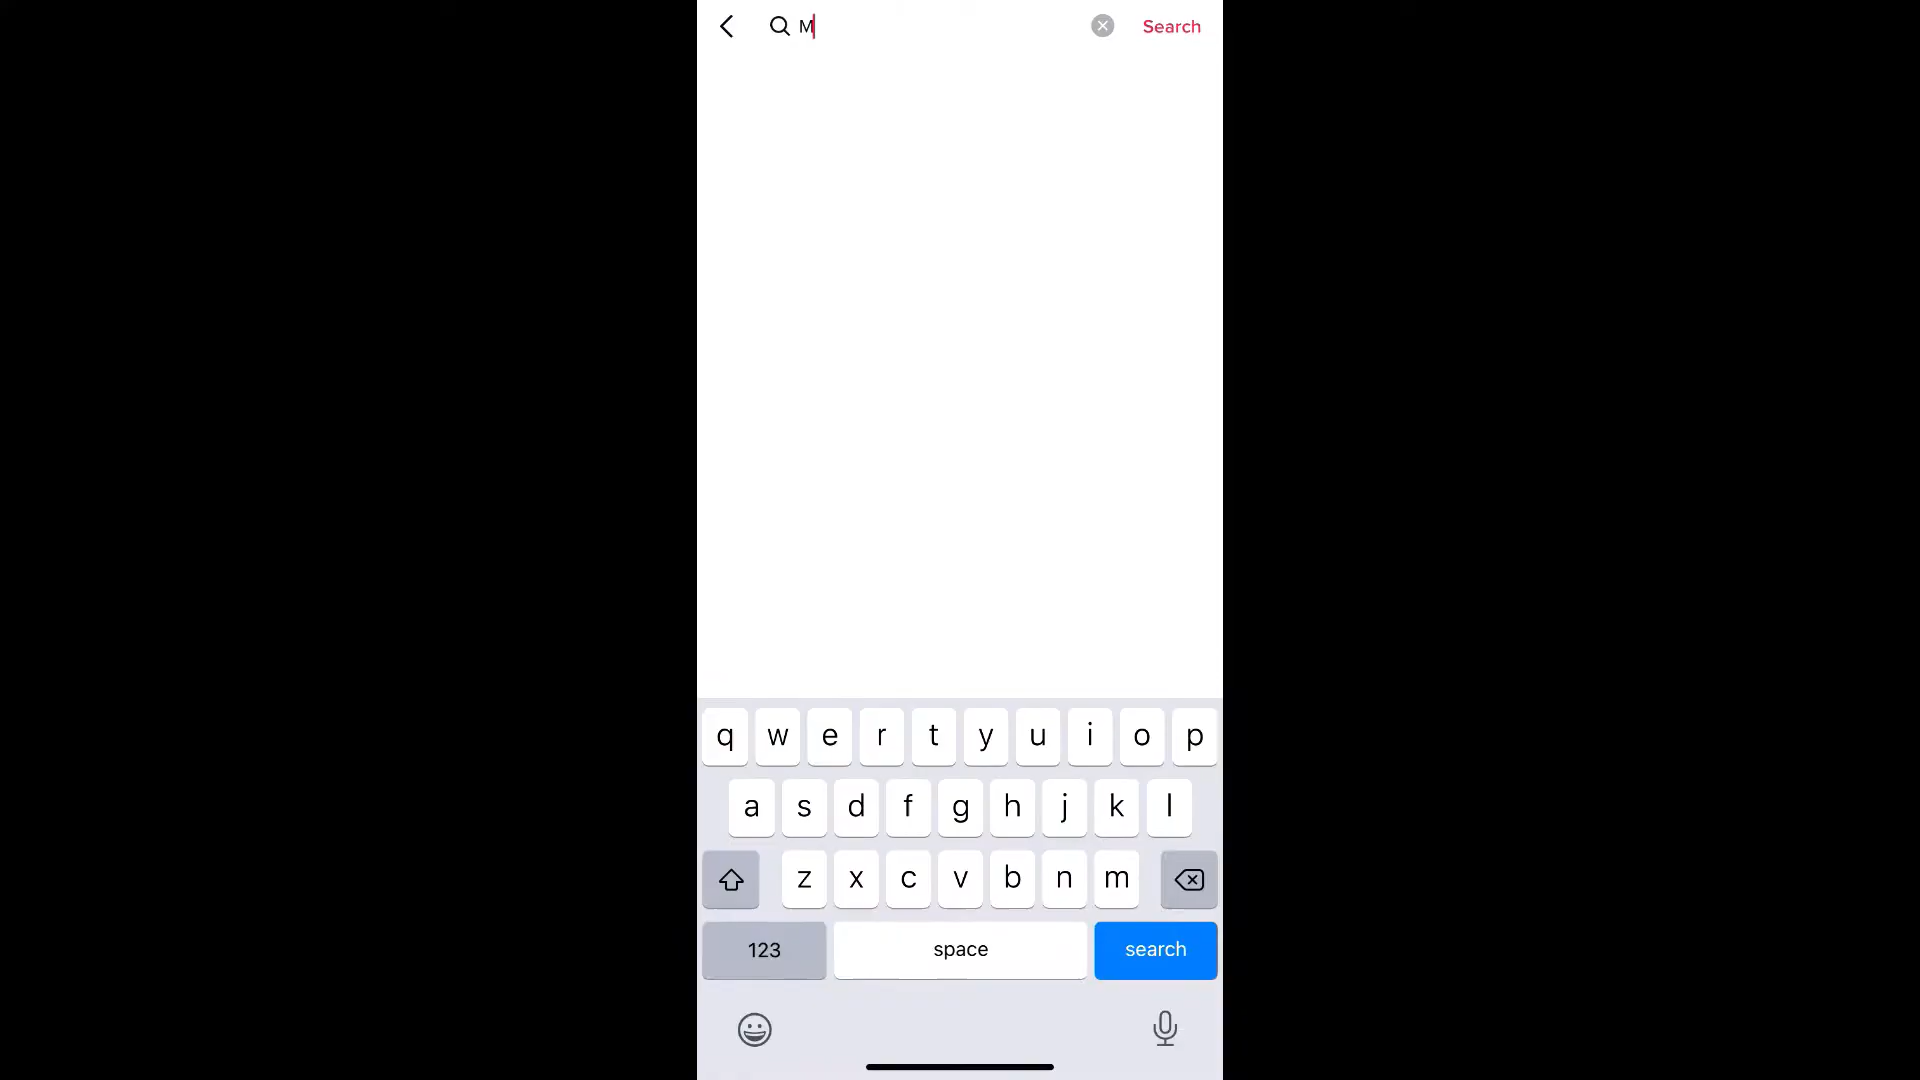 M
Search
q w e r t y u i o p
a s d f g h j k l
z x c v b n m
123 space search